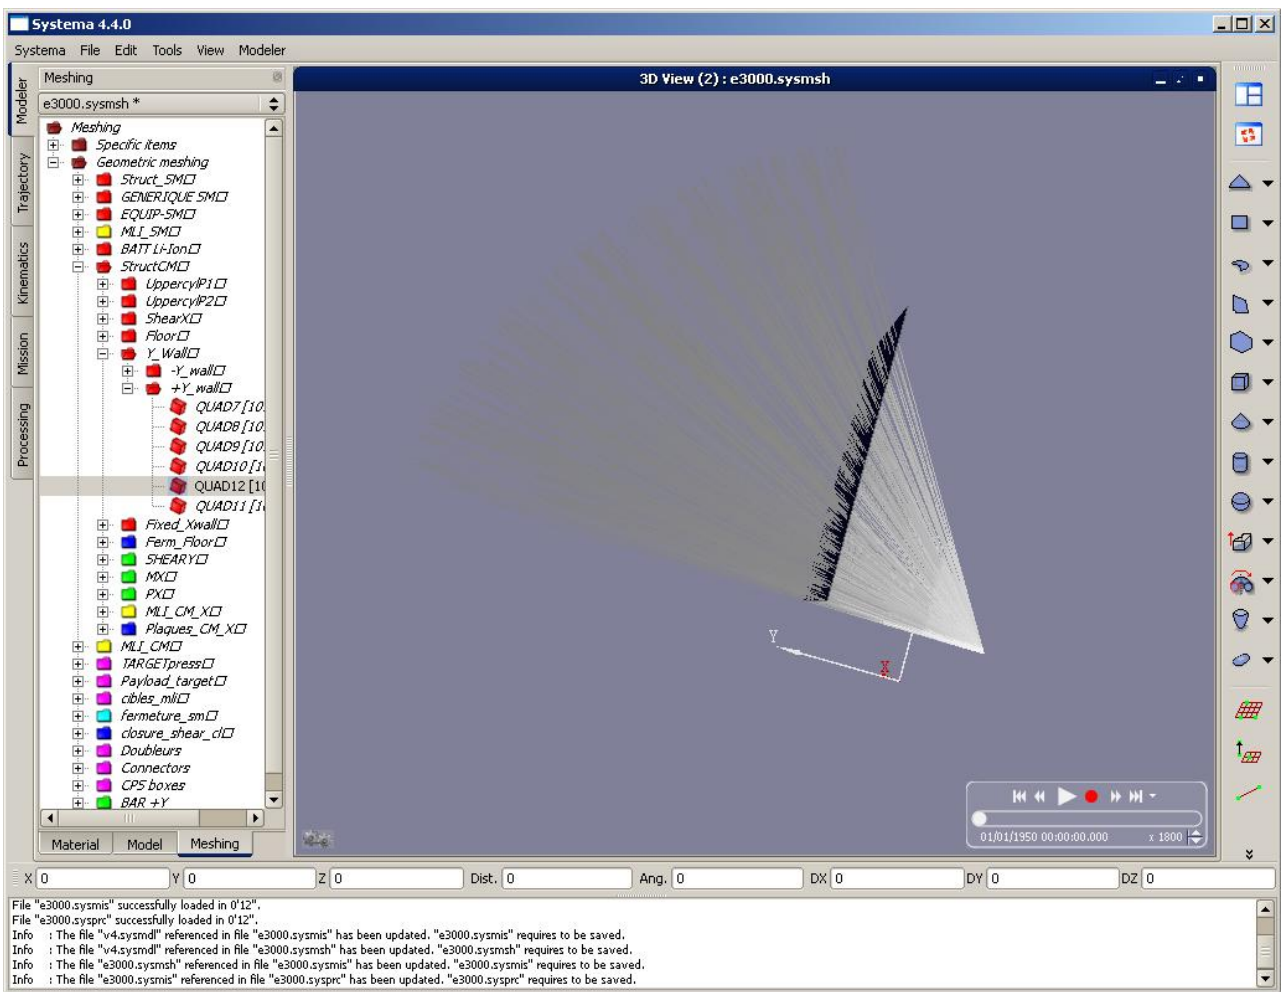 Systema 4.4.0
Systema File Edit Tools View Modeler
Modeler
Trajectory
Kinematics
Mission
Processing
Meshing
e3000.sysmsh *
Meshing
Specific items
Geometric meshing
Struct_SM
GENERIQUE SM
EQUIP-SM
MLI_SM
BATT Li-Ion
StructCM
UppercylP1
UppercylP2
ShearX
Floor
Y_Wall
-Y_wall
+Y_wall
QUAD7 [10
QUAD8 [10
QUAD9 [10
QUAD10 [1
QUAD12 [10
QUAD11 [1
Fixed_Xwall
Ferm_Floor
SHEARY
MX
PX
MLI_CM_X
Plaques_CM_X
MLI_CM
TARGETpress
Payload_target
cibles_mli
fermeture_sm
closure_shear_cl
Doubleurs
Connectors
CPS boxes
BAR +Y
Material Model Meshing
3D View (2) : e3000.sysmsh
Y
X
01/01/1950 00:00:00.000 x 1800
X 0 Y 0 Z 0 Dist. 0 Ang. 0 DX 0 DY 0 DZ 0
File "e3000.sysmis" successfully loaded in 0'12".
File "e3000.sysprc" successfully loaded in 0'12".
Info : The file "v4.sysmdl" referenced in file "e3000.sysmis" has been updated. "e3000.sysmis" requires to be saved.
Info : The file "v4.sysmdl" referenced in file "e3000.sysmsh" has been updated. "e3000.sysmsh" requires to be saved.
Info : The file "e3000.sysmsh" referenced in file "e3000.sysmis" has been updated. "e3000.sysmis" requires to be saved.
Info : The file "e3000.sysmis" referenced in file "e3000.sysprc" has been updated. "e3000.sysprc" requires to be saved.